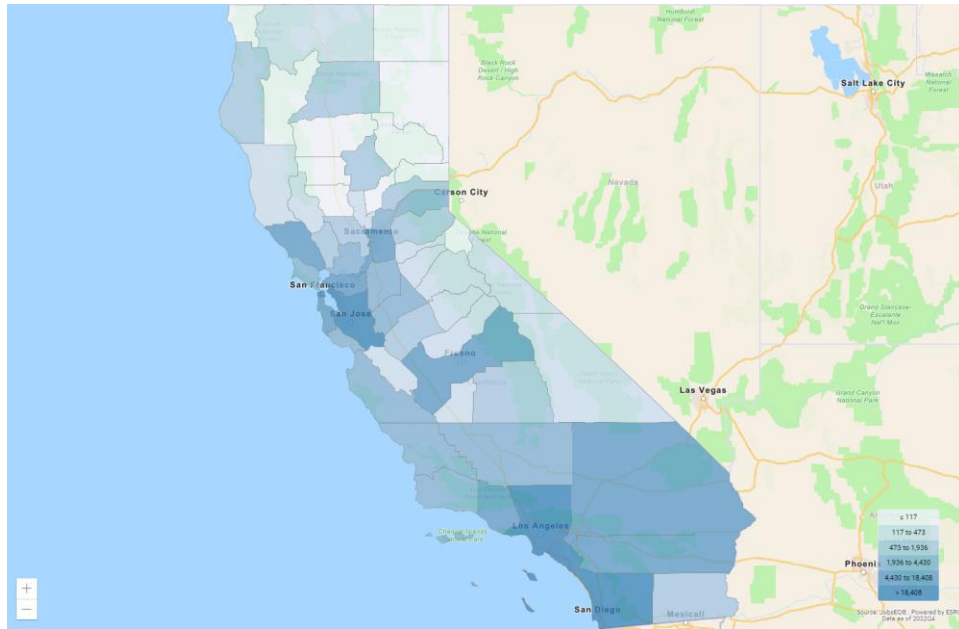 Humboldt
National Forest
Black Rock
Desert / High
Rock Canyon
Salt Lake City
Wasatch
National
Forest
Carson City
Nevada
Utah
Sacramento
San Francisco
San Jose
Grand Staircase-
Escalante
Nat'l Mon
Fresno
Las Vegas
Grand Canyon
National Park
Los Angeles
Channel Islands
San Diego
Mexicali
Phoenix
≤ 117
117 to 473
473 to 1,936
1,936 to 4,430
4,430 to 18,408
> 18,408
+
−
Source: JobsEQ® , Powered by ESRI
Data as of 2022Q4